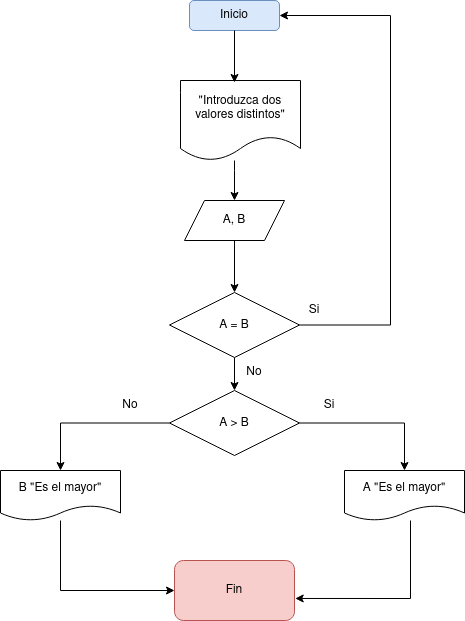 Inicio
"Introduzca dos
valores distintos"
A, B
A = B
Si
No
A > B
No
Si
B "Es el mayor"
A "Es el mayor"
Fin